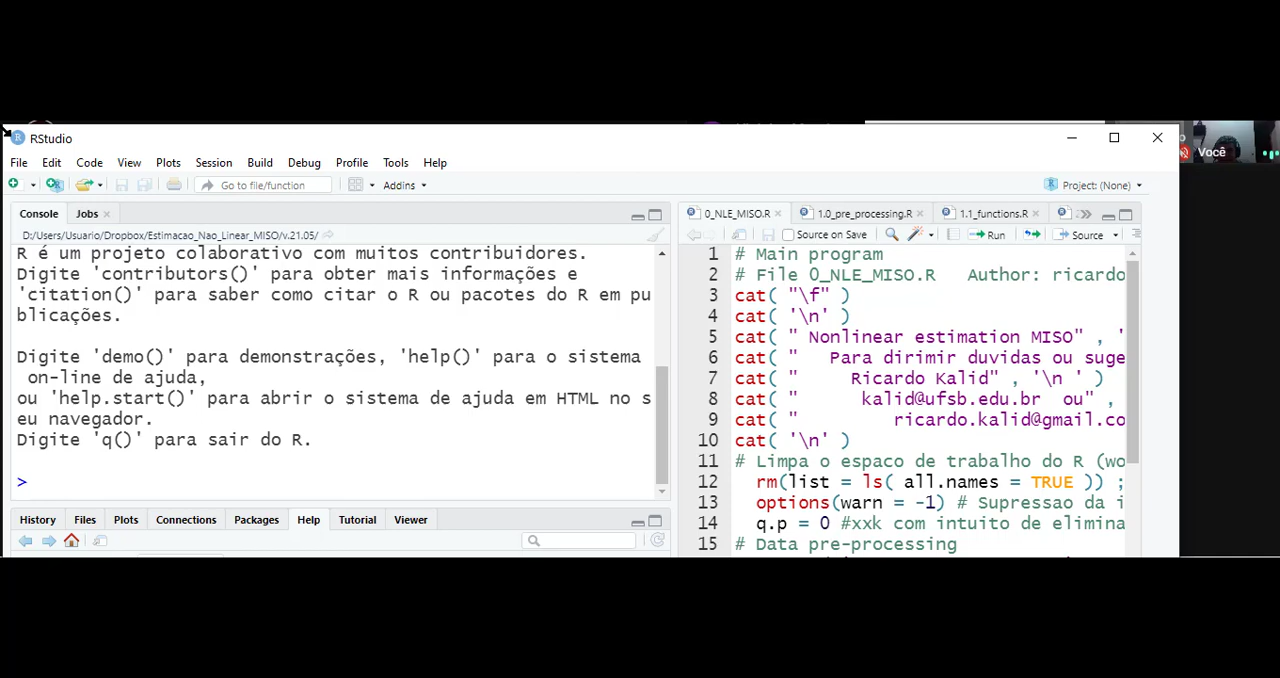 RStudio
Você
File Edit Code View Plots Session Build Debug Profile Tools Help
Go to file/function Addins Project: (None)
Console Jobs
D:/Users/Usuario/Dropbox/Estimacao_Nao_Linear_MISO/v.21.05/
R é um projeto colaborativo com muitos contribuidores.
Digite 'contributors()' para obter mais informações e
'citation()' para saber como citar o R ou pacotes do R em pu
blicações.
Digite 'demo()' para demonstrações, 'help()' para o sistema
on-line de ajuda,
ou 'help.start()' para abrir o sistema de ajuda em HTML no s
eu navegador.
Digite 'q()' para sair do R.
>
History Files Plots Connections Packages Help Tutorial Viewer
0_NLE_MISO.R 1.0_pre_processing.R 1.1_functions.R
Source on Save Run Source
1 # Main program
2 # File 0_NLE_MISO.R Author: ricardo
3 cat( "\f" )
4 cat( '\n' )
5 cat( " Nonlinear estimation MISO" , '
6 cat( " Para dirimir duvidas ou suge
7 cat( " Ricardo Kalid" , '\n ' )
8 cat( " kalid@ufsb.edu.br ou" ,
9 cat( " ricardo.kalid@gmail.co
10 cat( '\n' )
11 # Limpa o espaco de trabalho do R (wo
12 rm(list = ls( all.names = TRUE )) ;
13 options(warn = -1) # Supressao da i
14 q.p = 0 #xxk com intuito de elimina
15 # Data pre-processing